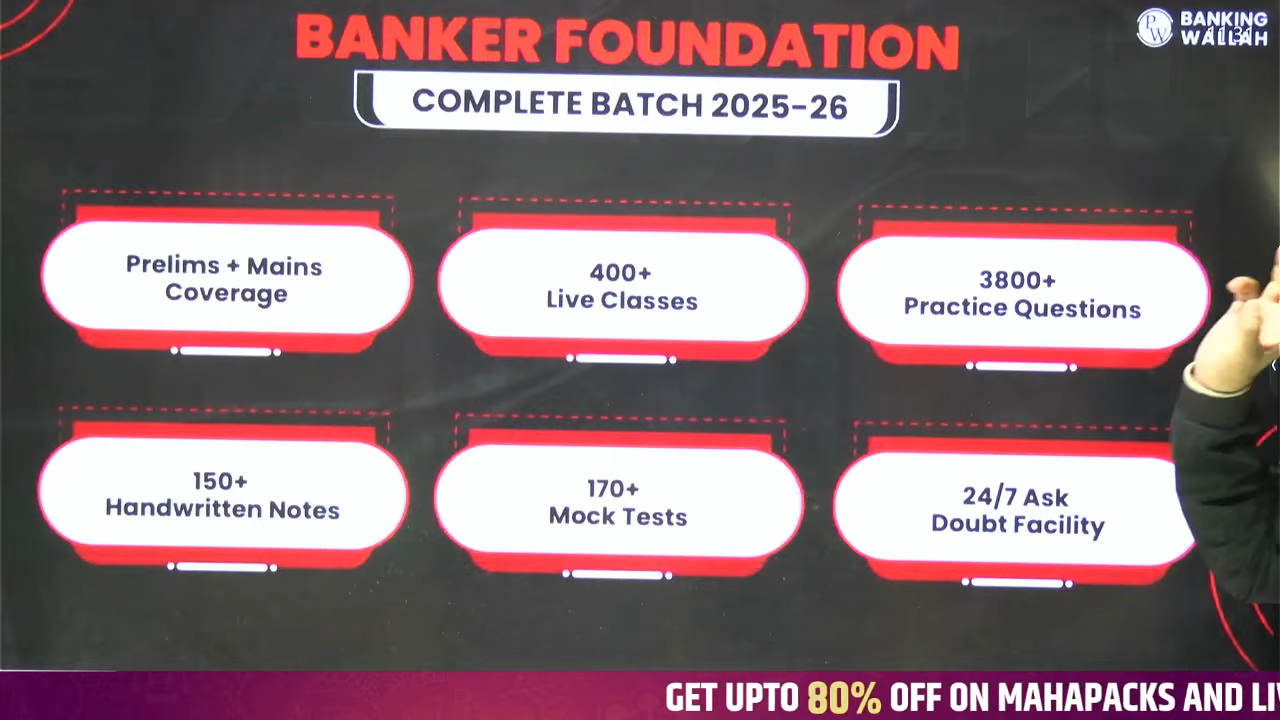 BANKER FOUNDATION
COMPLETE BATCH 2025-26
PW
BANKING
WALLAH
Prelims + Mains
Coverage
400+
Live Classes
3800+
Practice Questions
150+
Handwritten Notes
170+
Mock Tests
24/7 Ask
Doubt Facility
GET UPTO 80% OFF ON MAHAPACKS AND